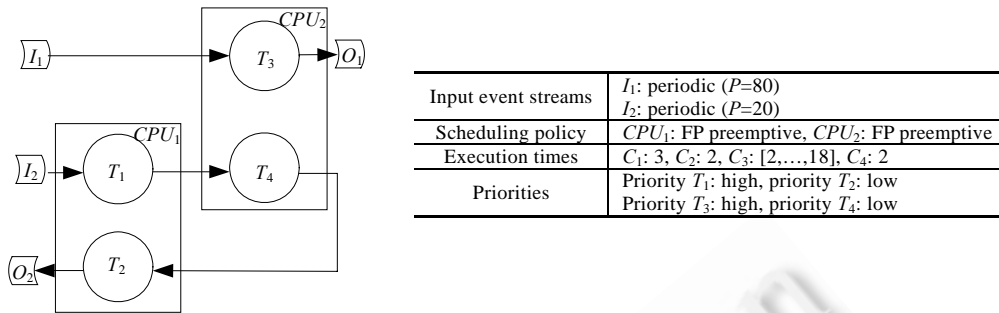 CPU₂
I₁
T₃
O₁
CPU₁
I₂
T₁
T₄
O₂
T₂
Input event streams
I₁: periodic (P=80)
I₂: periodic (P=20)
Scheduling policy
CPU₁: FP preemptive, CPU₂: FP preemptive
Execution times
C₁: 3, C₂: 2, C₃: [2,…,18], C₄: 2
Priorities
Priority T₁: high, priority T₂: low
Priority T₃: high, priority T₄: low